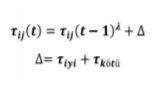 τij(t) = τij(t − 1)^λ + Δ
Δ= τiyi + τkötü